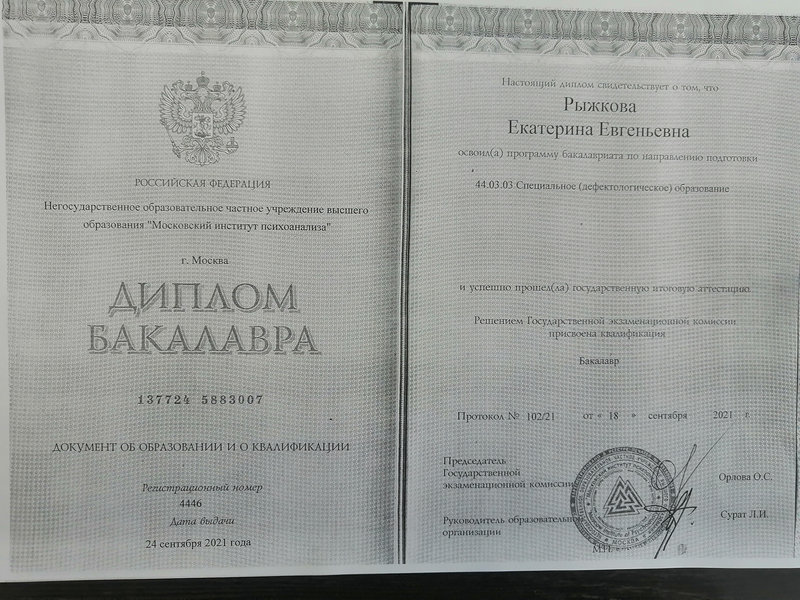 РОССИЙСКАЯ ФЕДЕРАЦИЯ
Негосударственное образовательное частное учреждение высшего
образования "Московский институт психоанализа"
г. Москва
ДИПЛОМ
БАКАЛАВРА
137724 5883007
ДОКУМЕНТ ОБ ОБРАЗОВАНИИ И О КВАЛИФИКАЦИИ
Регистрационный номер
4446
Дата выдачи
24 сентября 2021 года
Настоящий диплом свидетельствует о том, что
Рыжкова
Екатерина Евгеньевна
освоил(а) программу бакалавриата по направлению подготовки
44.03.03 Специальное (дефектологическое) образование
и успешно прошел(ла) государственную итоговую аттестацию
Решением Государственной экзаменационной комиссии
присвоена квалификация
Бакалавр
Протокол № 102/21 от « 18 » сентября 2021 г.
Председатель
Государственной
экзаменационной комиссии
Орлова О.С.
Руководитель образовательной
организации
Сурат Л.И.
М.П.
МОСКВА